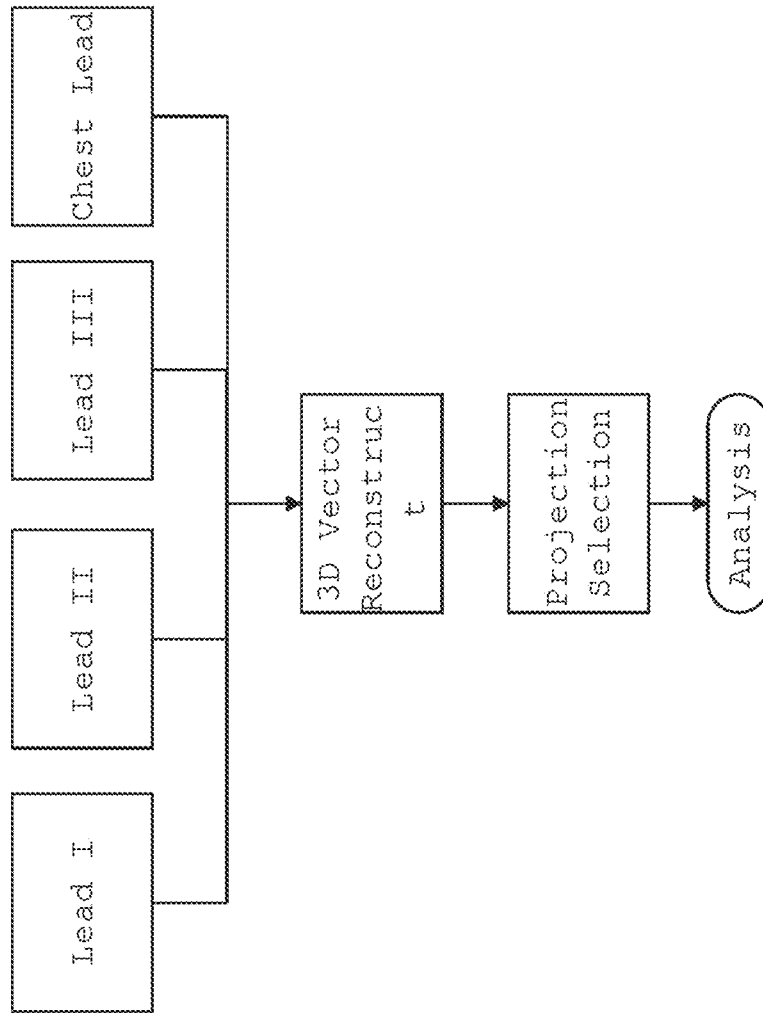 Lead I
Lead II
Lead III
Chest Lead
3D Vector
Reconstruc
t
Projection
Selection
Analysis